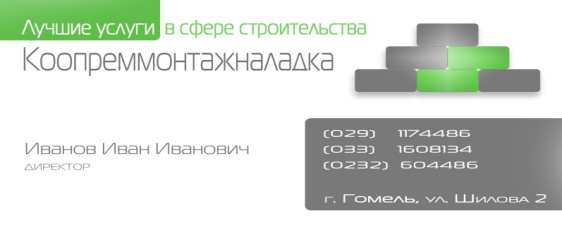 Лучшие услуги в сфере строительства
Коопреммонтажналадка
Иванов Иван Иванович
директор
(029) 1174486
(033) 1608134
(0232) 604486
г. Гомель, ул. Шилова 2